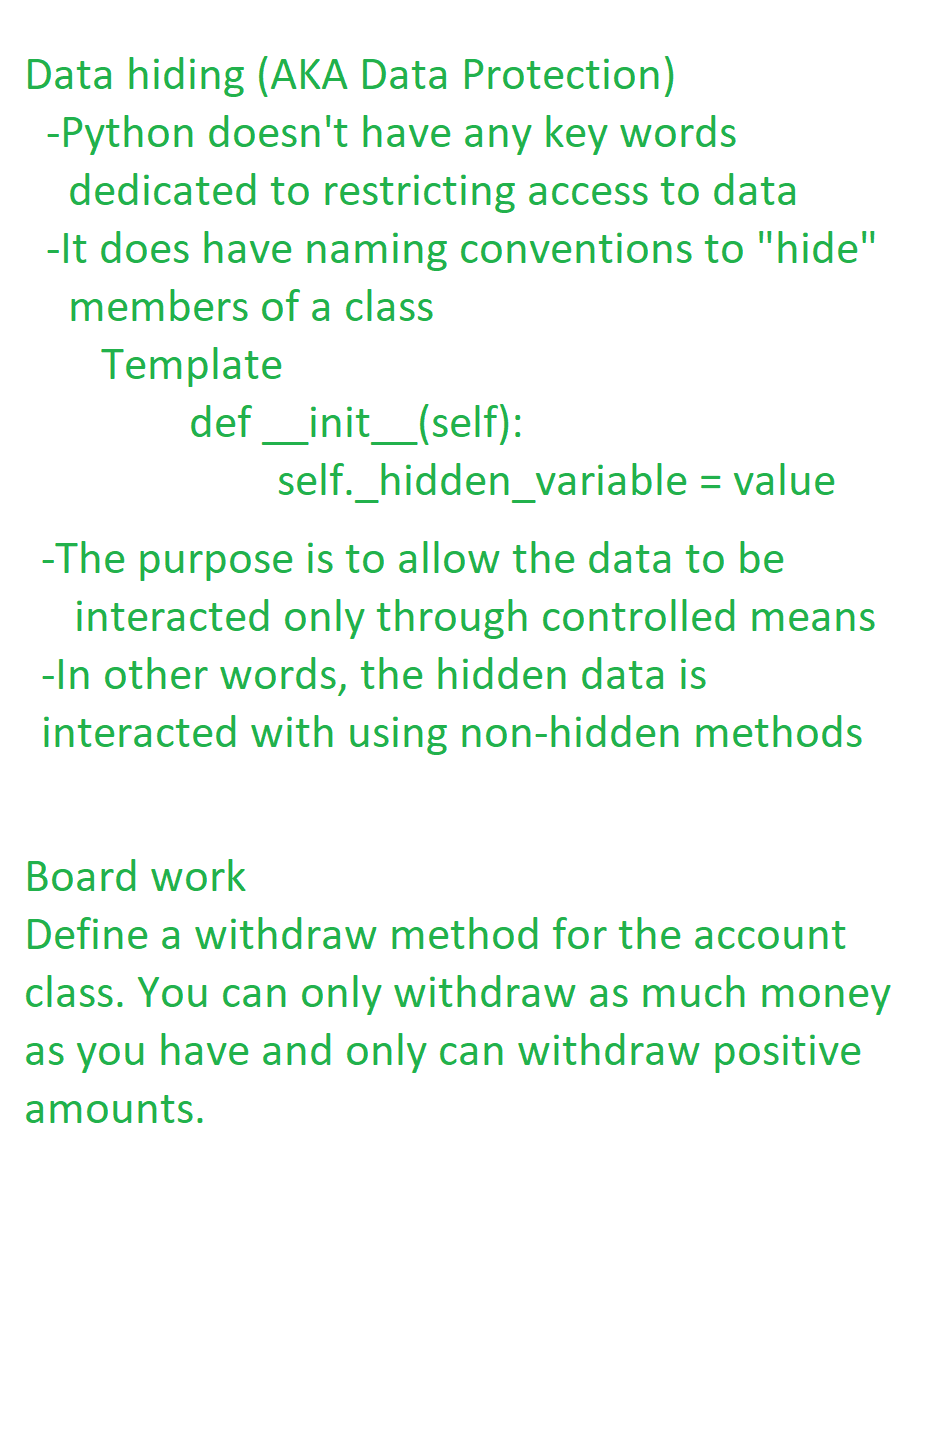 Data hiding (AKA Data Protection)
-Python doesn't have any key words
dedicated to restricting access to data
-It does have naming conventions to "hide"
members of a class
Template
def __init__(self):
self._hidden_variable = value
-The purpose is to allow the data to be
interacted only through controlled means
-In other words, the hidden data is
interacted with using non-hidden methods
Board work
Define a withdraw method for the account
class. You can only withdraw as much money
as you have and only can withdraw positive
amounts.